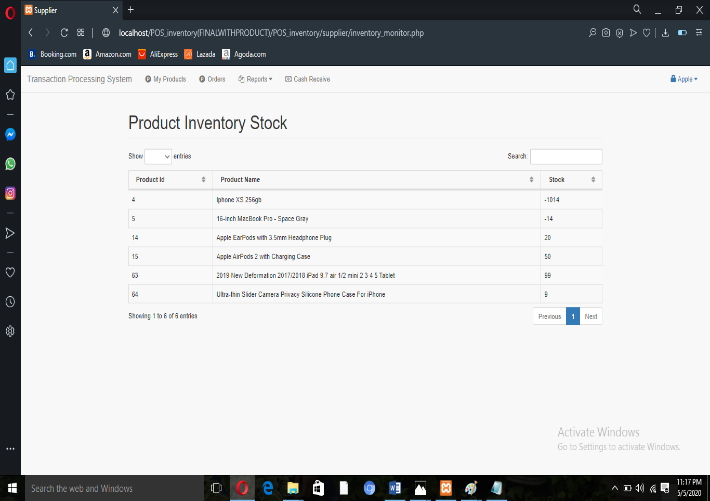 Supplier
localhost/POS_inventory(FINALWITHPRODUCT)/POS_inventory/supplier/inventory_monitor.php
B. Booking.com a Amazon.com AliExpress Lazada Agoda.com
Transaction Processing System My Products Orders Reports Cash Receive Apple
Product Inventory Stock
Show entries Search:
Product Id Product Name Stock
4 Iphone XS 256gb -1014
5 16-inch MacBook Pro - Space Gray -14
14 Apple EarPods with 3.5mm Headphone Plug 20
15 Apple AirPods 2 with Charging Case 50
63 2019 New Deformation 2017/2018 iPad 9.7 air 1/2 mini 2 3 4 5 Tablet 99
64 Ultra-thin Slider Camera Privacy Silicone Phone Case For iPhone 9
Showing 1 to 6 of 6 entries Previous 1 Next
Activate Windows
Go to Settings to activate Windows.
Search the web and Windows
11:17 PM
5/5/2020